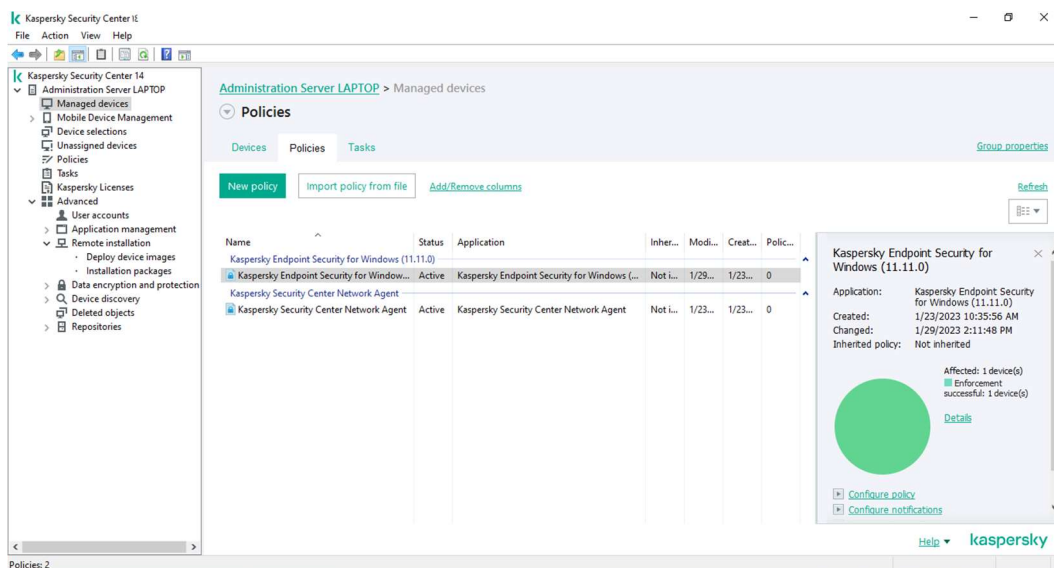 Kaspersky Security Center 14
File Action View Help
Kaspersky Security Center 14
Administration Server LAPTOP
Managed devices
Mobile Device Management
Device selections
Unassigned devices
Policies
Tasks
Kaspersky Licenses
Advanced
User accounts
Application management
Remote installation
Deploy device images
Installation packages
Data encryption and protection
Device discovery
Deleted objects
Repositories
Administration Server LAPTOP > Managed devices
Policies
Devices Policies Tasks Group properties
New policy Import policy from file Add/Remove columns Refresh
Name Status Application Inher... Modi... Creat... Polic...
Kaspersky Endpoint Security for Windows (11.11.0)
Kaspersky Endpoint Security for Window... Active Kaspersky Endpoint Security for Windows (... Not i... 1/29... 1/23... 0
Kaspersky Security Center Network Agent
Kaspersky Security Center Network Agent Active Kaspersky Security Center Network Agent Not i... 1/23... 1/23... 0
Kaspersky Endpoint Security for
Windows (11.11.0)
Application: Kaspersky Endpoint Security
for Windows (11.11.0)
Created: 1/23/2023 10:35:56 AM
Changed: 1/29/2023 2:11:48 PM
Inherited policy: Not inherited
Affected: 1 device(s)
Enforcement
successful: 1 device(s)
Details
Configure policy
Configure notifications
Help kaspersky
Policies: 2